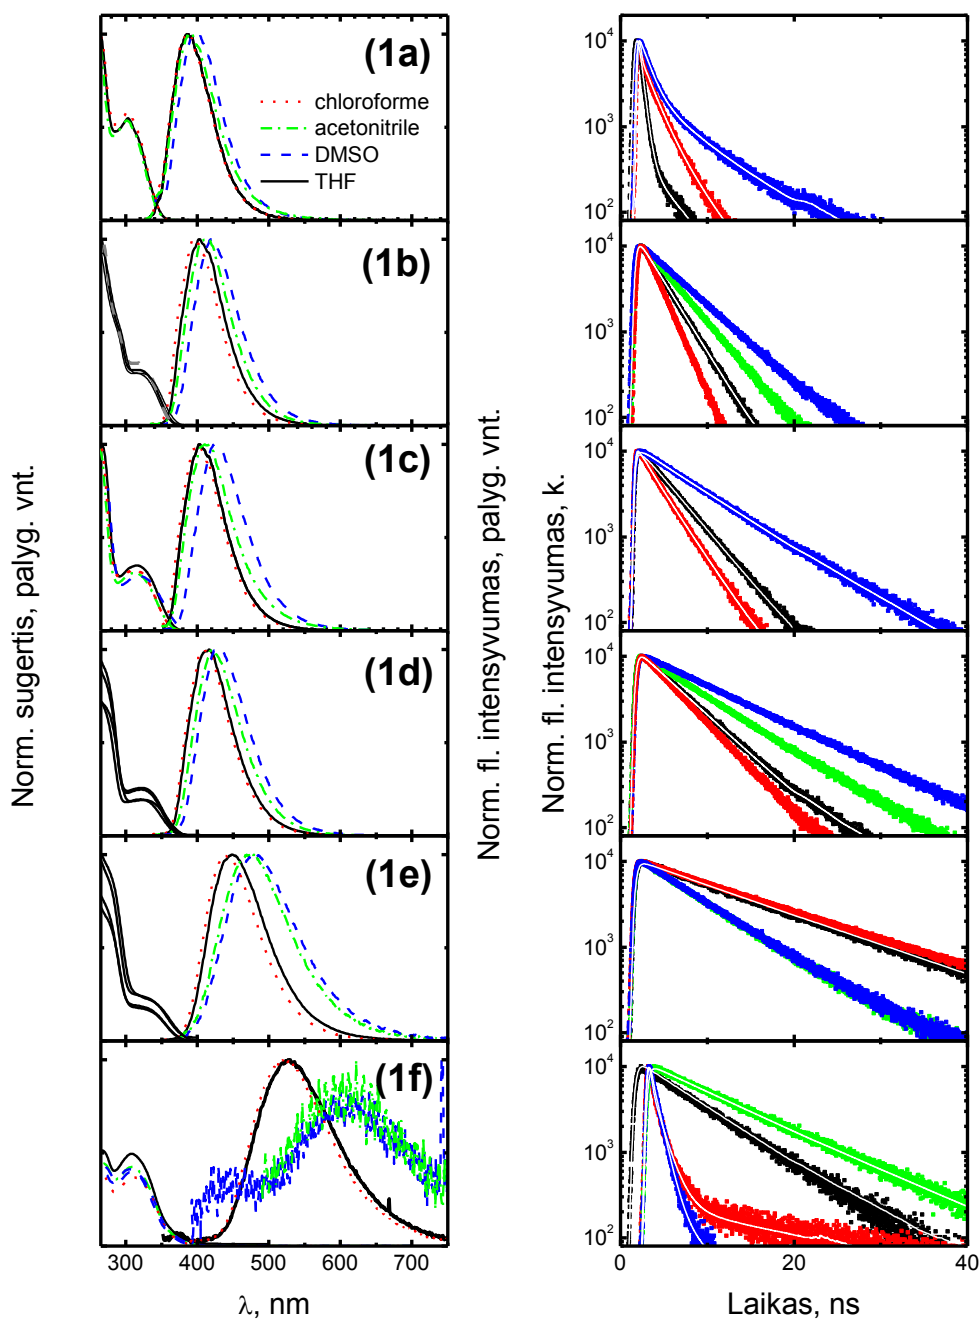 (1a)
chloroforme
acetonitrile
DMSO
THF
(1b)
(1c)
(1d)
(1e)
(1f)
300 400 500 600 700
λ, nm
Norm. sugertis, palyg. vnt.
Norm. fl. intensyvumas, palyg. vnt.
Norm. fl. intensyvumas, k.
10⁴
10³
10²
10⁴
10³
10²
10⁴
10³
10²
10⁴
10³
10²
10⁴
10³
10²
10⁴
10³
10²
0 20 40
Laikas, ns